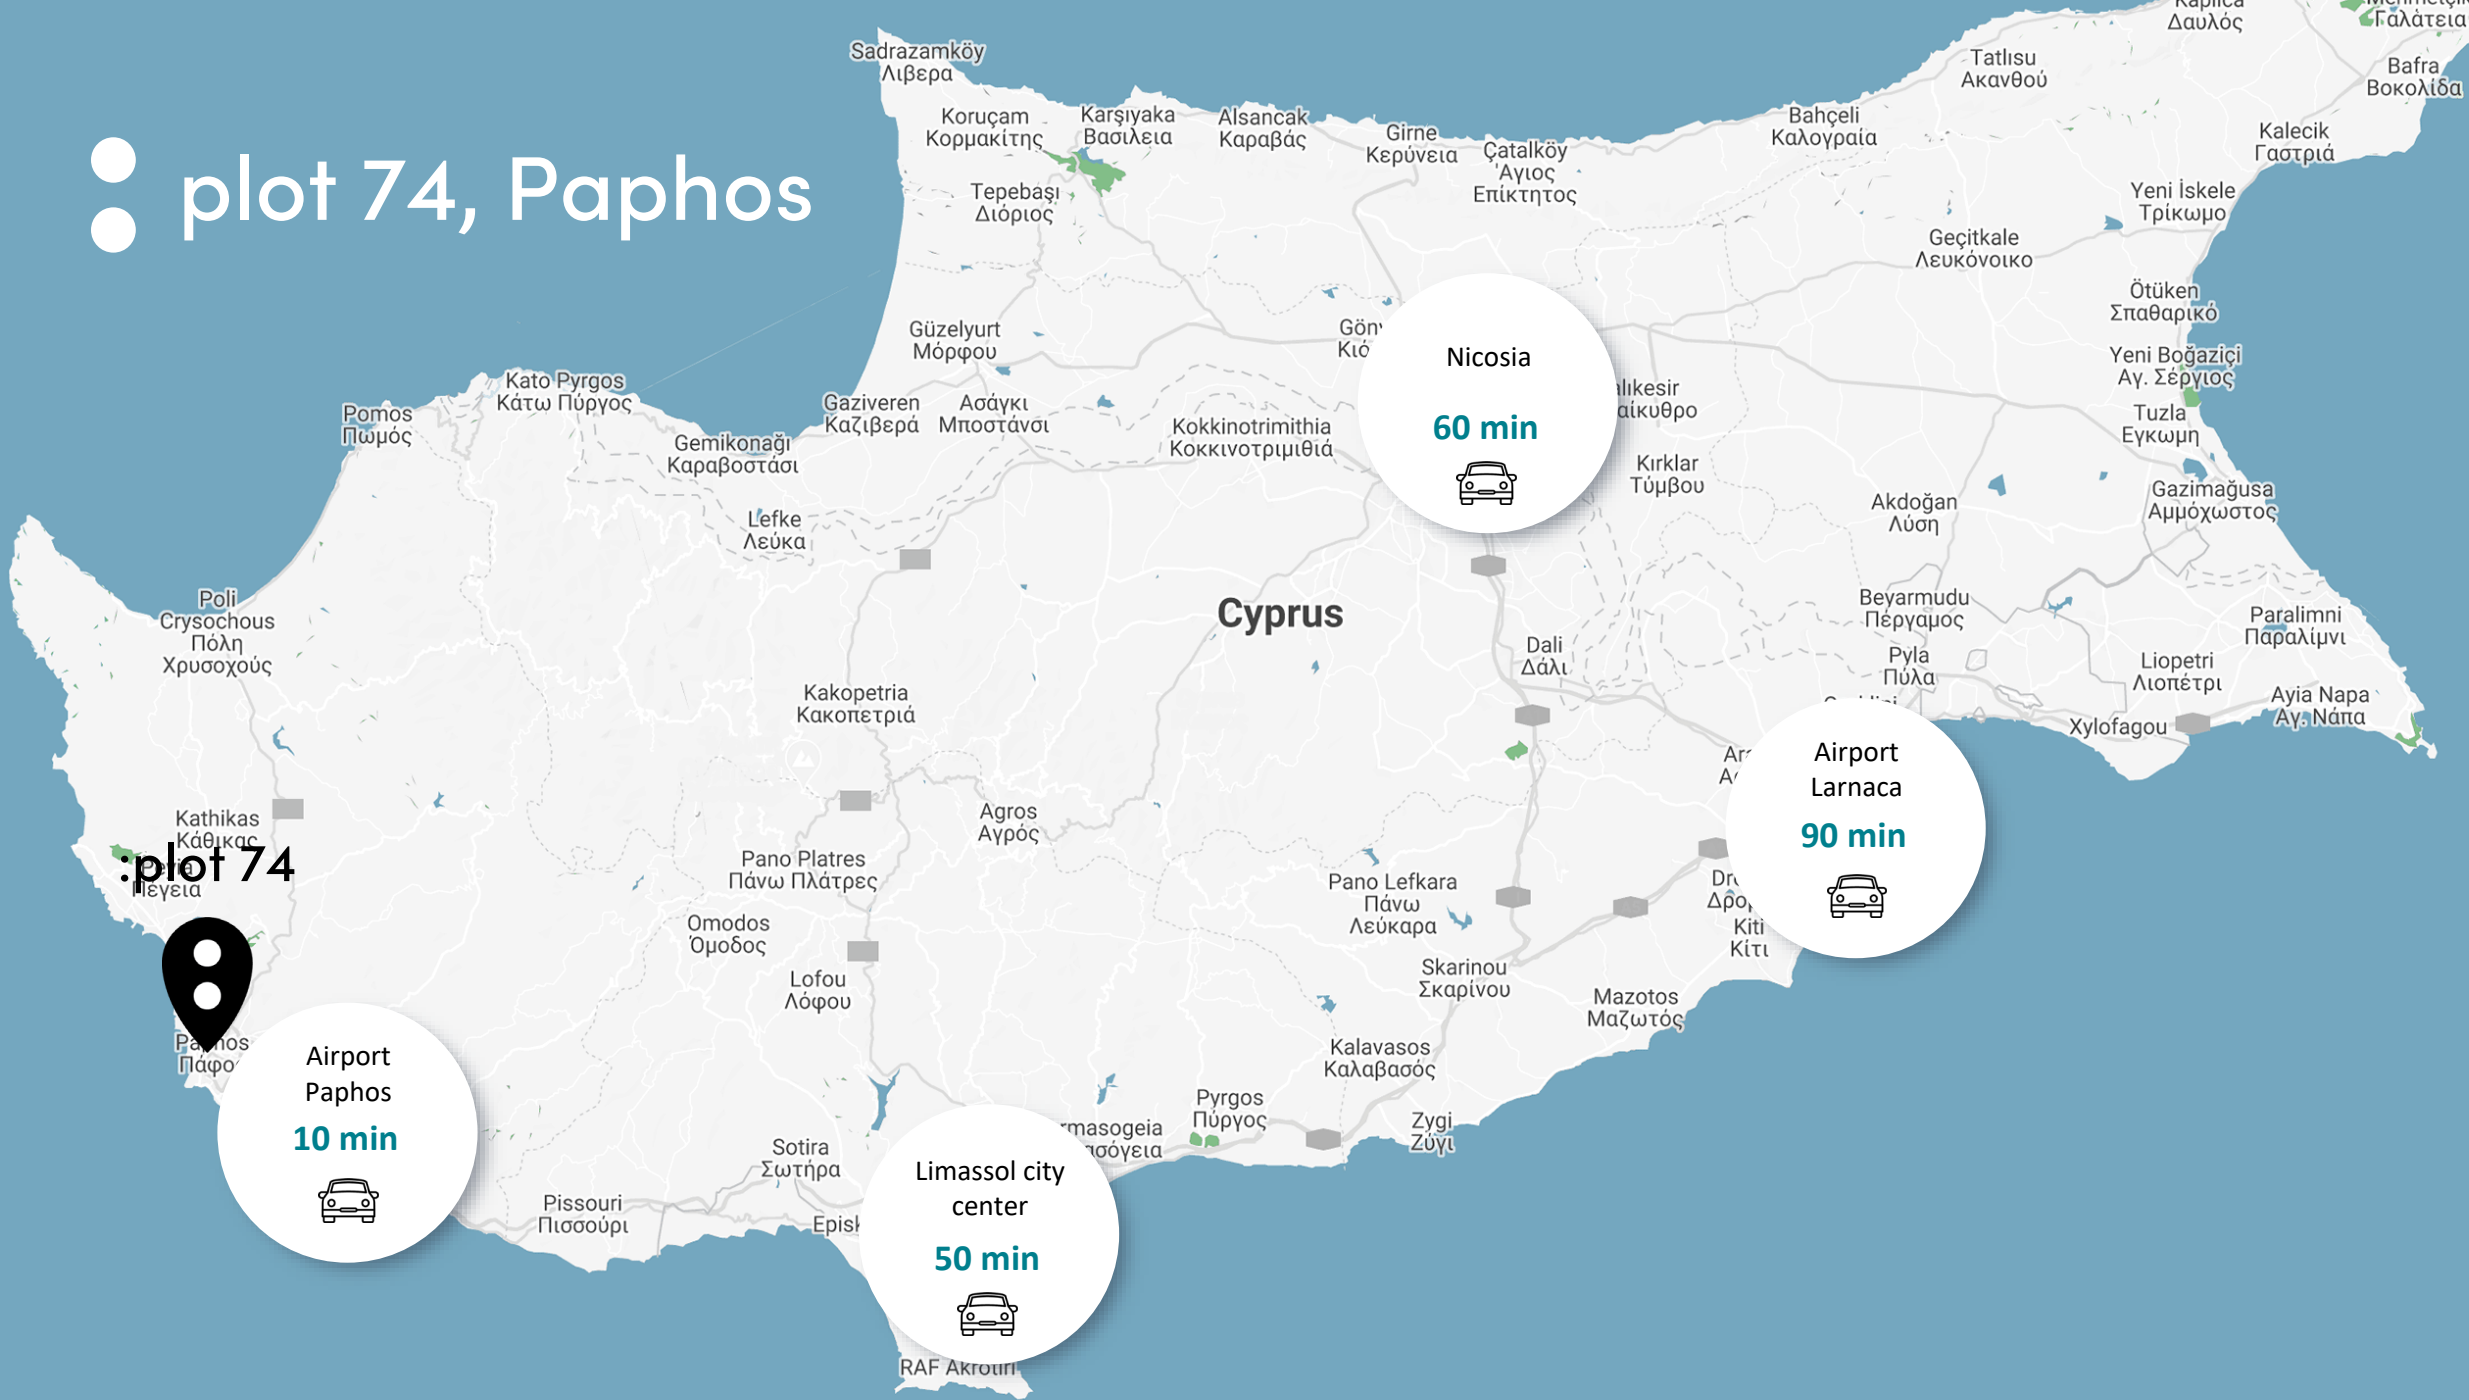 : plot 74, Paphos
Sadrazamköy
Λιβερα
Koruçam
Κορμακίτης
Karşıyaka
Βασιλεια
Alsancak
Καραβάς
Girne
Κερύνεια
Çatalköy
Άγιος
Επίκτητος
Bahçeli
Καλογραία
Tatlısu
Ακανθού
Δαυλός
Γαλάτεια
Bafra
Βοκολίδα
Kalecik
Γαστριά
Tepebaşı
Διόριος
Yeni İskele
Τρίκωμο
Geçitkale
Λευκόνοικο
Ötüken
Σπαθαρικό
Güzelyurt
Μόρφου
Nicosia
60 min
Yeni Boğaziçi
Αγ. Σέργιος
Kato Pyrgos
Κάτω Πύργος
Pomos
Πωμός
Gaziveren
Καζιβερά
Ασάγκι
Μποστάνσι
Gemikonağı
Καραβοστάσι
Kokkinotrimithia
Κοκκινοτριμιθιά
Tuzla
Εγκωμη
Kırklar
Τύμβου
Akdoğan
Λύση
Gazimağusa
Αμμόχωστος
Lefke
Λεύκα
Poli
Crysochous
Πόλη
Χρυσοχούς
Cyprus
Beyarmudu
Πέργαμος
Paralimni
Παραλίμνι
Dali
Δάλι
Pyla
Πύλα
Liopetri
Λιοπέτρι
Ayia Napa
Αγ. Νάπα
Xylofagou
Kakopetria
Κακοπετριά
Airport
Larnaca
90 min
Kathikas
Κάθικας
:plot 74
Πέγεια
Agros
Αγρός
Pano Platres
Πάνω Πλάτρες
Pano Lefkara
Πάνω
Λεύκαρα
Kiti
Κίτι
Omodos
Όμοδος
Lofou
Λόφου
Skarinou
Σκαρίνου
Mazotos
Μαζωτός
Airport
Paphos
10 min
Kalavasos
Καλαβασός
Pyrgos
Πύργος
Zygi
Ζύγι
Sotira
Σωτήρα
Limassol city
center
50 min
Pissouri
Πισσούρι
RAF Akrotiri